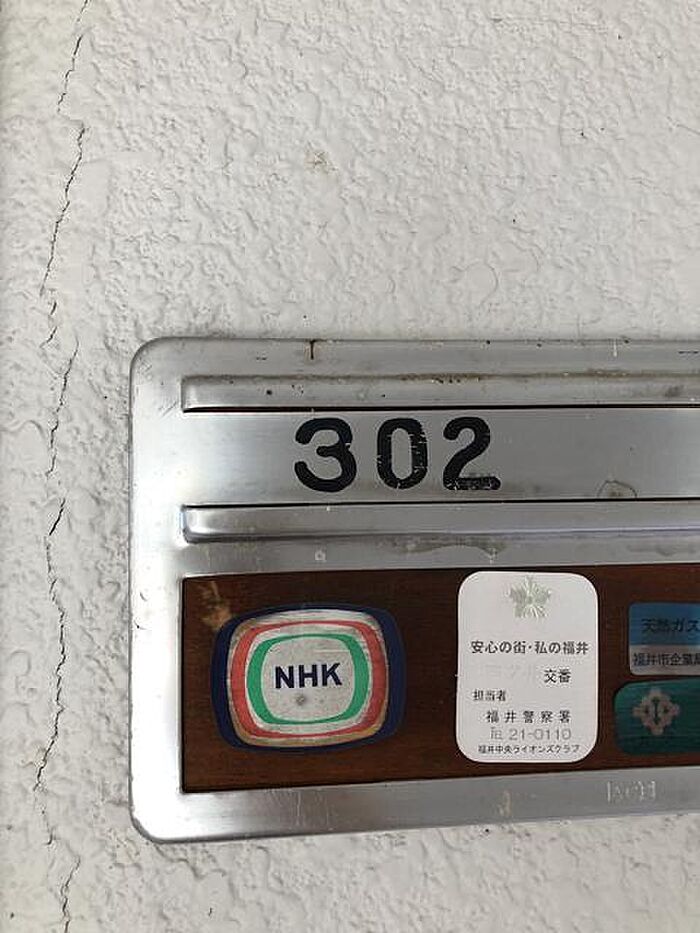 302
NHK
安心の街・私の福井
交番
担当者
福井警察署
TEL 21-0110
福井中央ライオンズクラブ
天然ガス
福井市企業局